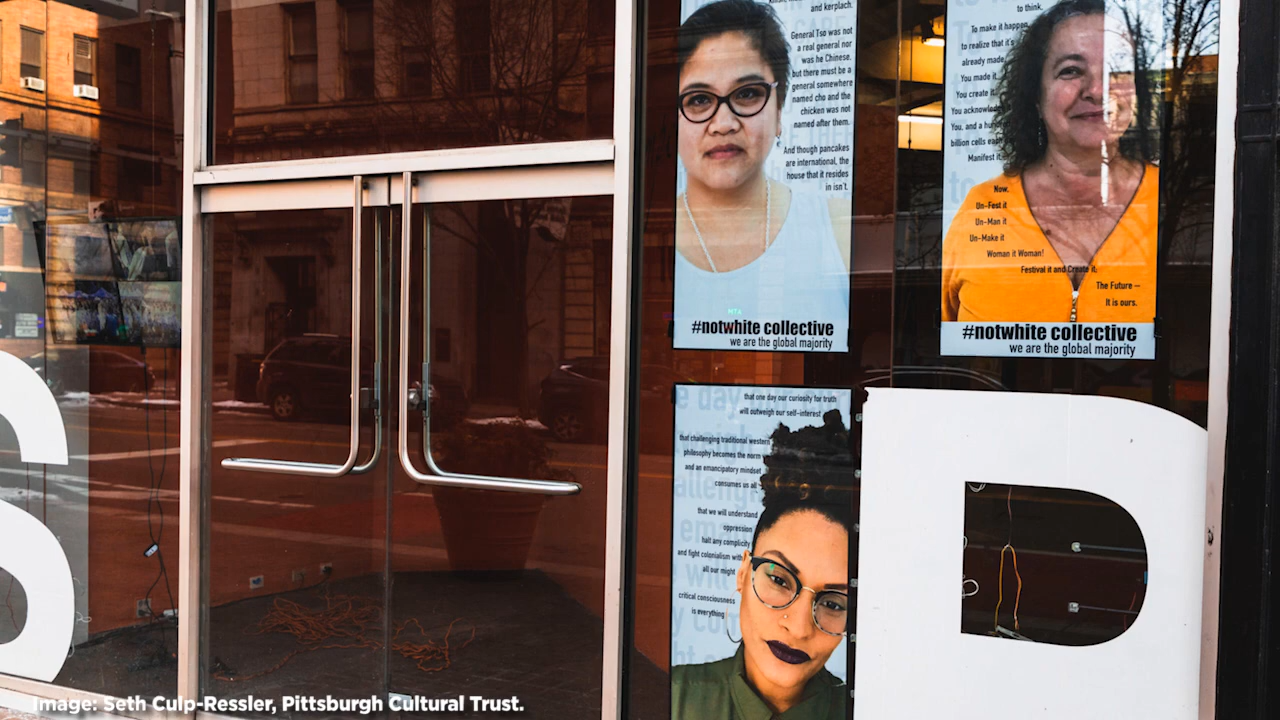 and kerplach.
General Tso was not
a real general nor
was he Chinese.
but there must be a
general somewhere
named cho and the
chicken was not
named after them.
And though pancakes
are international, the
house that it resides
in isn't.
#notwhite collective
we are the global majority
to think.
To make it happen
to realize that it's
already made.
You made it.
You create it.
You acknowledge
You, and a
billion cells
Manifest it.
Now.
Un-Fest it
Un-Man it
Un-Make it
Woman it Woman!
Festival it and Create it.
The Future –
It is ours.
#notwhite collective
we are the global majority
that one day our curiosity for truth
will outweigh our self-interest
that challenging traditional western
philosophy becomes the norm
and an emancipatory mindset
consumes us all
that we will understand
oppression
halt any complicity
and fight colonialism with
all our might
critical consciousness
is everything
S
D
Image: Seth Culp-Ressler, Pittsburgh Cultural Trust.